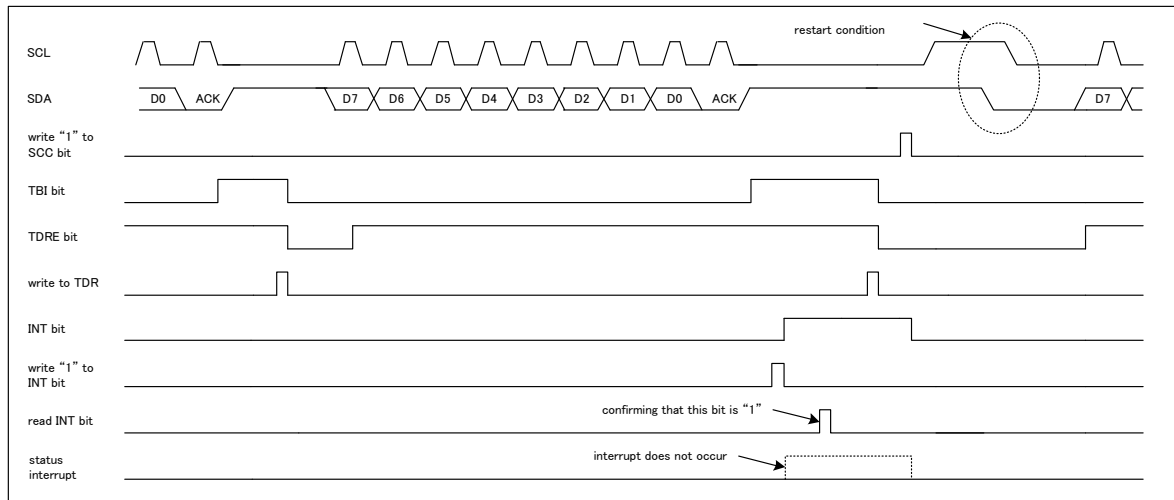 restart condition
SCL
SDA
D0 ACK D7 D6 D5 D4 D3 D2 D1 D0 ACK D7
write “1” to
SCC bit
TBI bit
TDRE bit
write to TDR
INT bit
write “1” to
INT bit
read INT bit
confirming that this bit is “1”
status
interrupt
interrupt does not occur